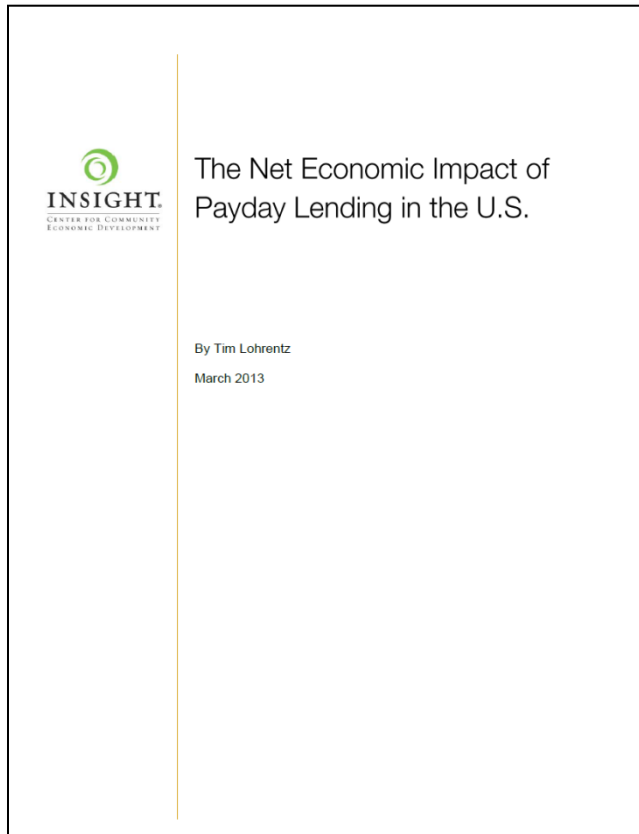 INSIGHT.
CENTER FOR COMMUNITY
ECONOMIC DEVELOPMENT
The Net Economic Impact of
Payday Lending in the U.S.
By Tim Lohrentz
March 2013